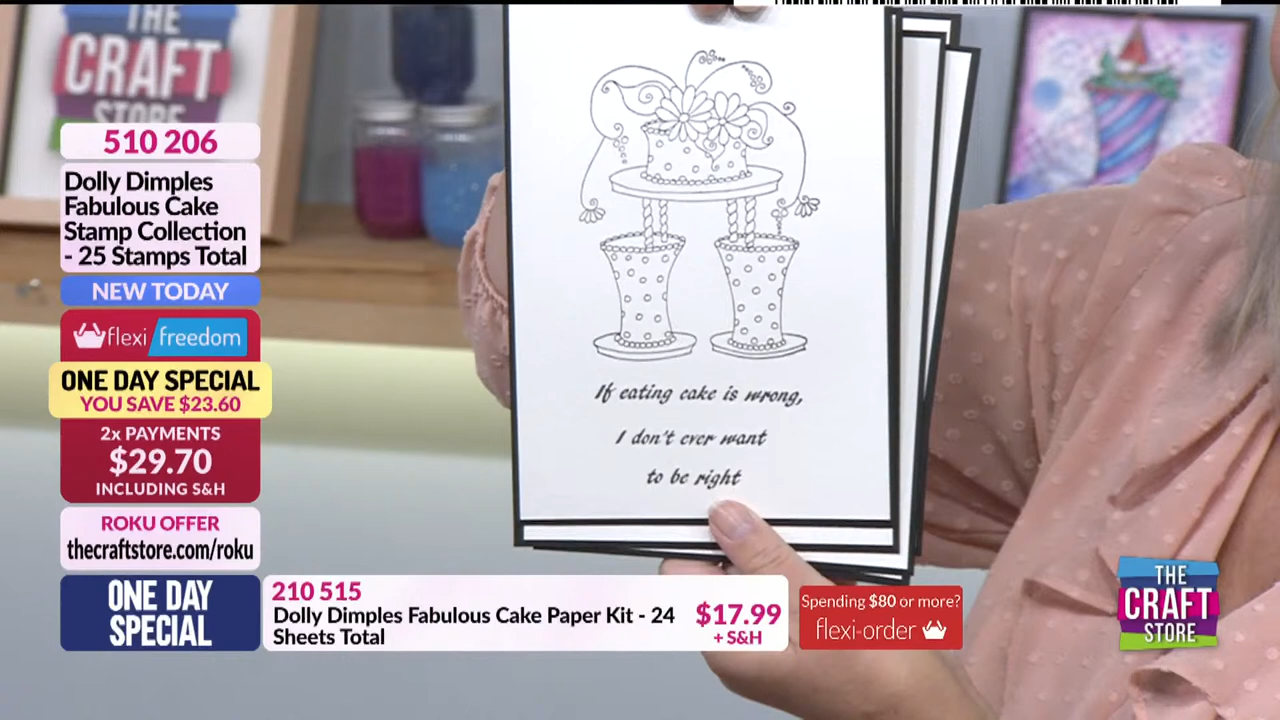 THE
CRAFT
STORE
510 206
Dolly Dimples
Fabulous Cake
Stamp Collection
- 25 Stamps Total
NEW TODAY
flexi freedom
ONE DAY SPECIAL
YOU SAVE $23.60
2x PAYMENTS
$29.70
INCLUDING S&H
ROKU OFFER
thecraftstore.com/roku
If eating cake is wrong,
I don't ever want
to be right
ONE DAY
SPECIAL
210 515
Dolly Dimples Fabulous Cake Paper Kit - 24
Sheets Total
$17.99
+ S&H
Spending $80 or more?
flexi-order
THE
CRAFT
STORE